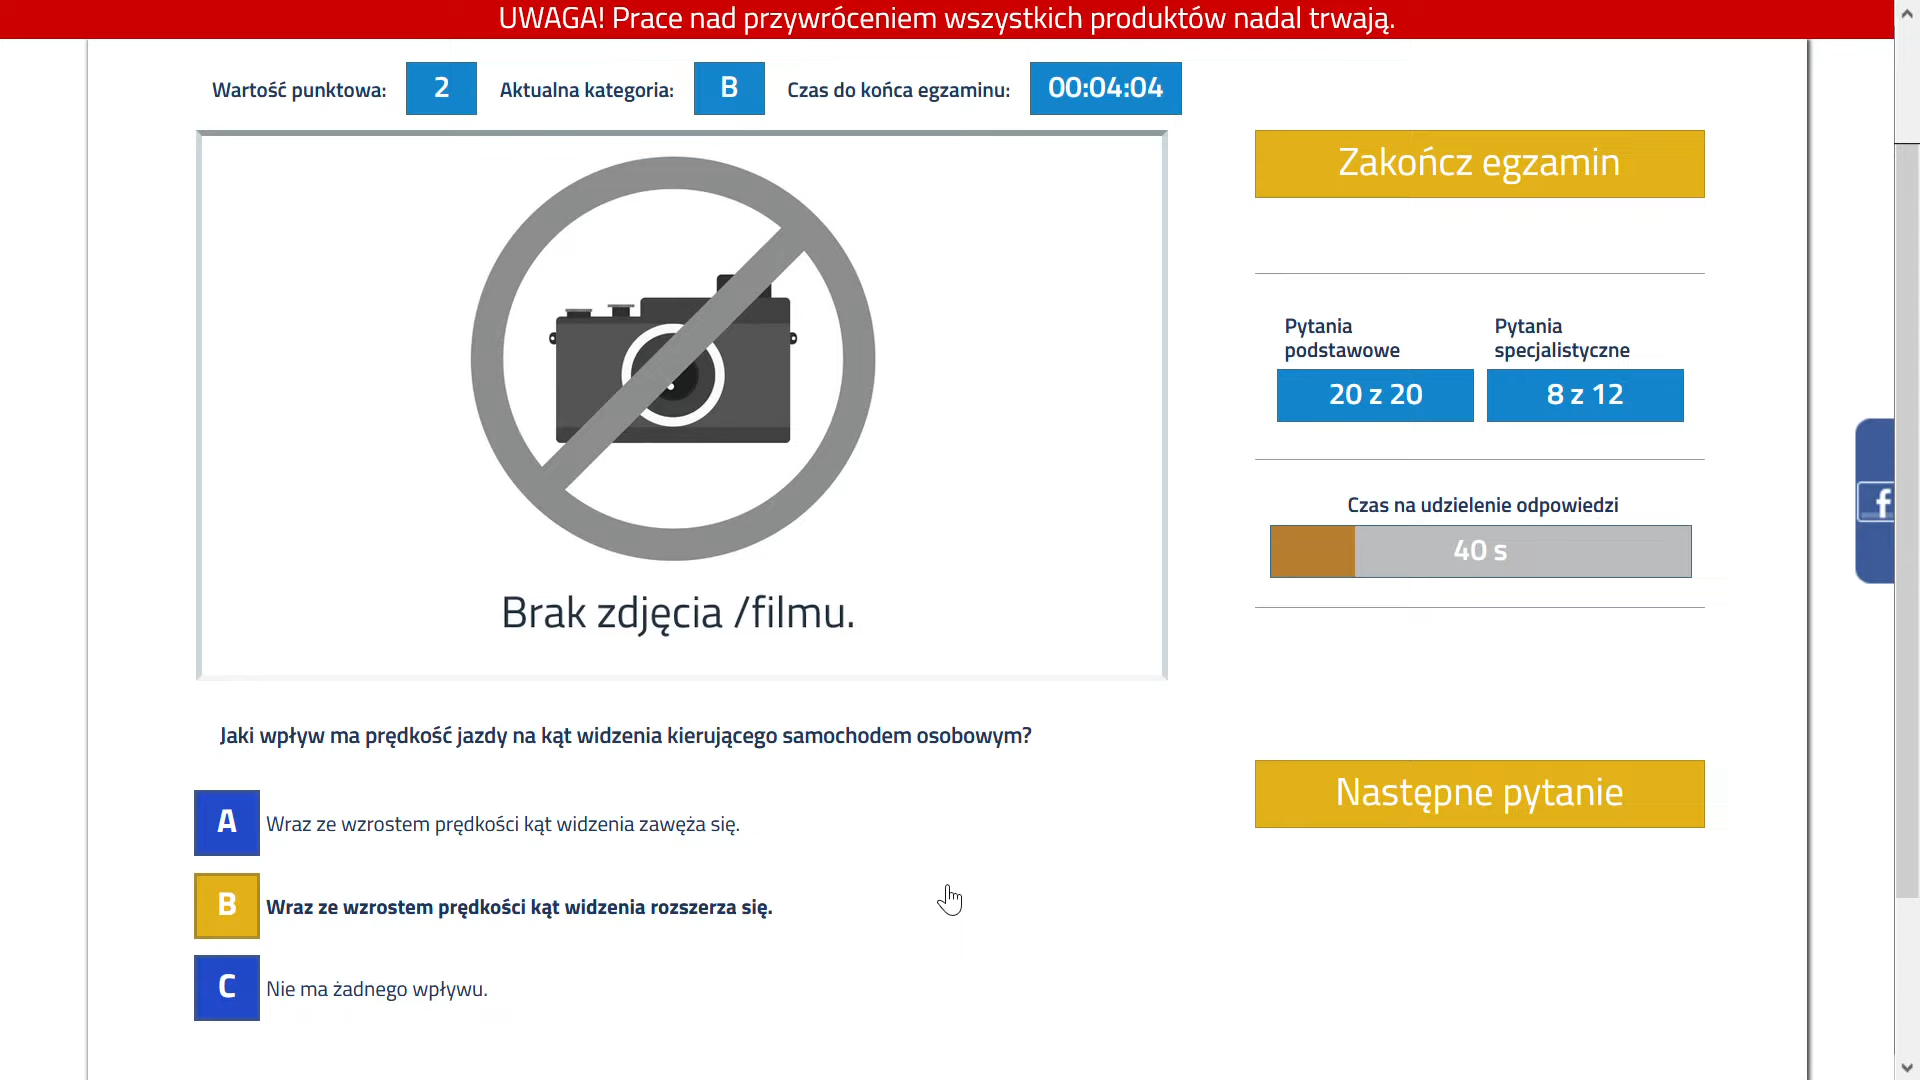 UWAGA! Prace nad przywróceniem wszystkich produktów nadal trwają.
Wartość punktowa: 2 Aktualna kategoria: B Czas do końca egzaminu: 00:04:04
Zakończ egzamin
Pytania podstawowe
20 z 20
Pytania specjalistyczne
8 z 12
Czas na udzielenie odpowiedzi
40 s
f
Brak zdjęcia /filmu.
Jaki wpływ ma prędkość jazdy na kąt widzenia kierującego samochodem osobowym?
A Wraz ze wzrostem prędkości kąt widzenia zawęża się.
B Wraz ze wzrostem prędkości kąt widzenia rozszerza się.
C Nie ma żadnego wpływu.
Następne pytanie